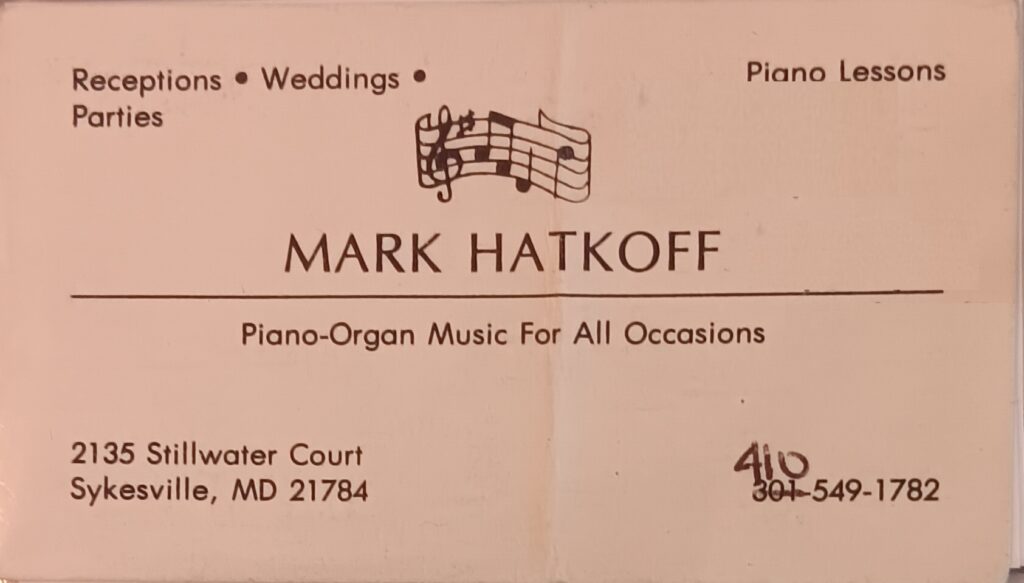 Receptions • Weddings •
Parties
Piano Lessons
MARK HATKOFF
Piano-Organ Music For All Occasions
2135 Stillwater Court
Sykesville, MD 21784
410
301-549-1782